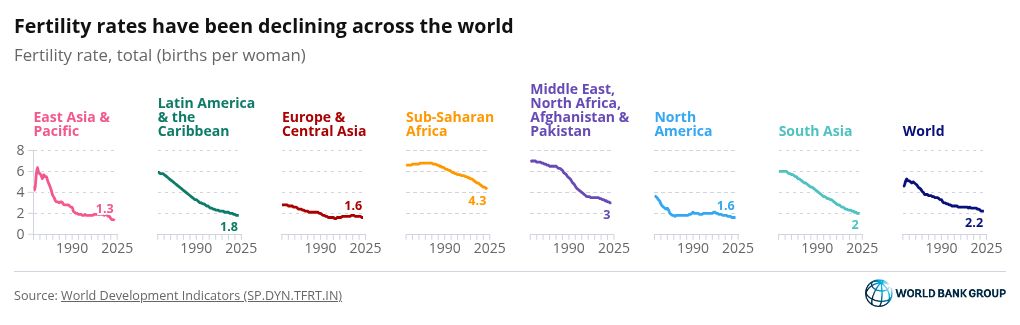 Fertility rates have been declining across the world
Fertility rate, total (births per woman)
East Asia &
Pacific
Latin America
& the
Caribbean
Europe &
Central Asia
Sub-Saharan
Africa
Middle East,
North Africa,
Afghanistan &
Pakistan
North
America
South Asia
World
8
6
4
2
0
1.3
1.8
1.6
4.3
3
1.6
2
2.2
1990 2025
1990 2025
1990 2025
1990 2025
1990 2025
1990 2025
1990 2025
1990 2025
Source: World Development Indicators (SP.DYN.TFRT.IN)
WORLD BANK GROUP